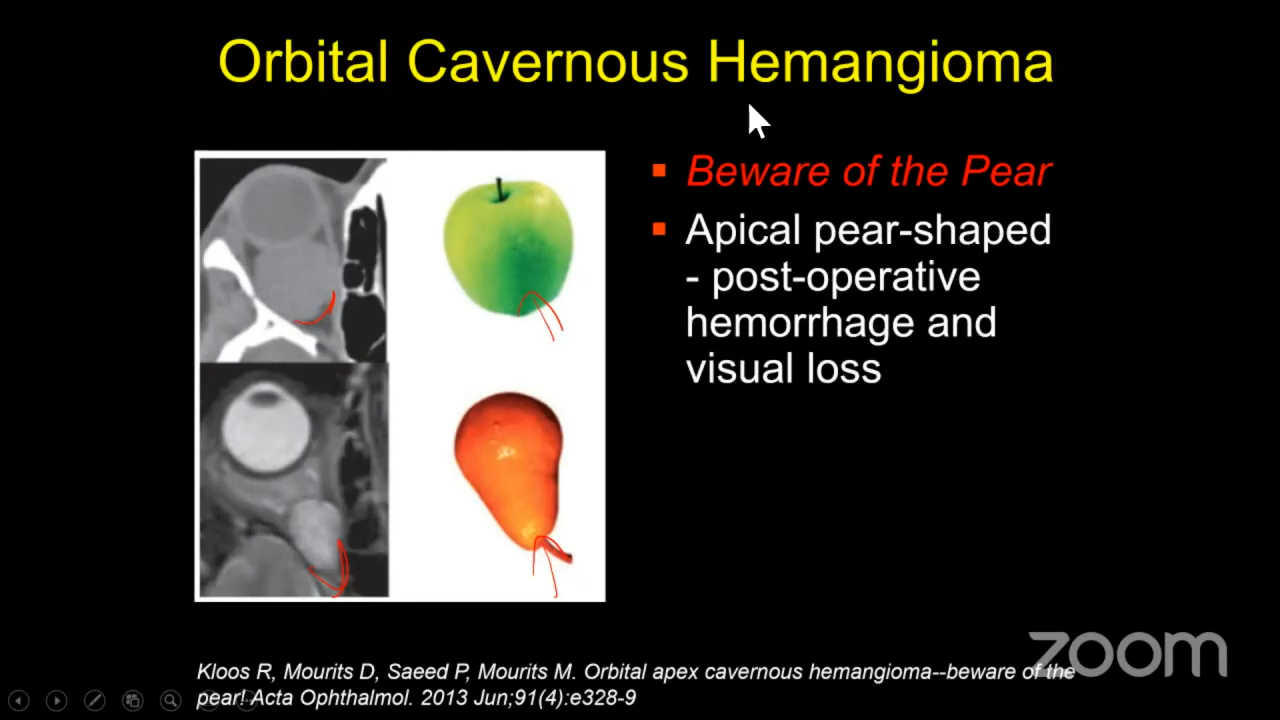 Orbital Cavernous Hemangioma
Beware of the Pear
Apical pear-shaped
- post-operative
hemorrhage and
visual loss
zoom
Kloos R, Mourits D, Saeed P, Mourits M. Orbital apex cavernous hemangioma--beware of the
pear! Acta Ophthalmol. 2013 Jun;91(4):e328-9